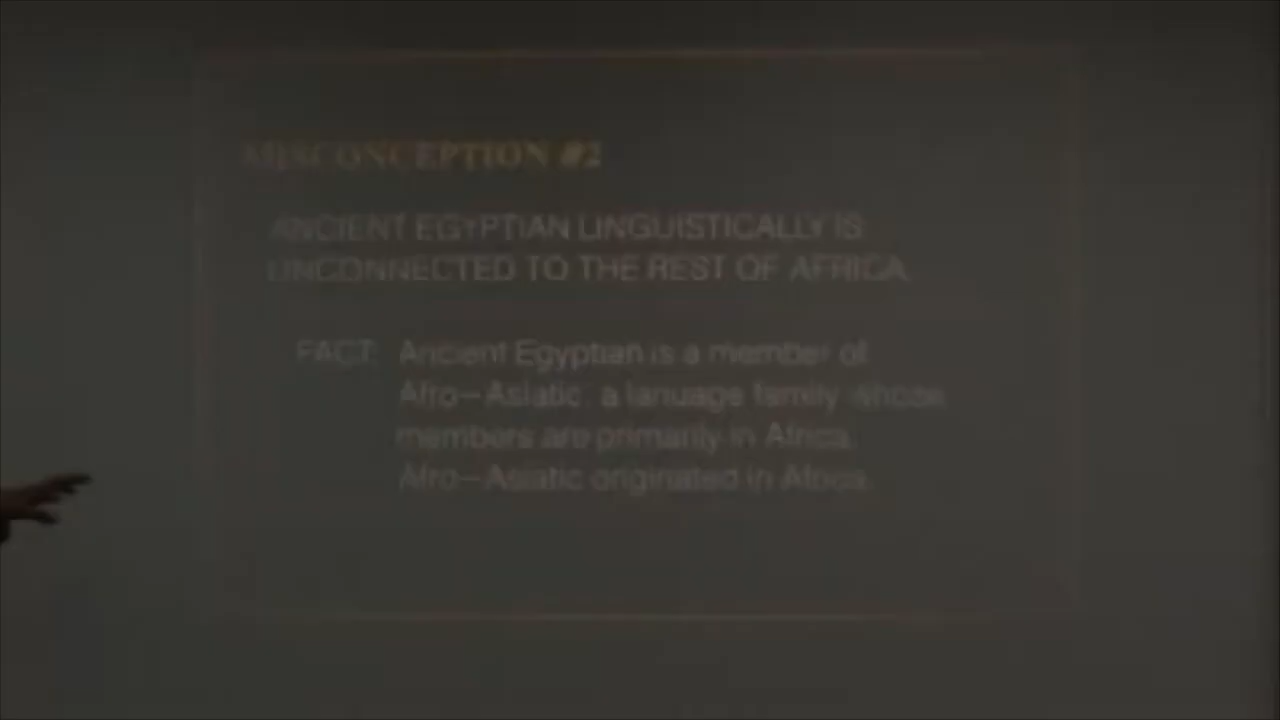 MISCONCEPTION #2
ANCIENT EGYPTIAN LINGUISTICALLY IS
UNCONNECTED TO THE REST OF AFRICA.
FACT: Ancient Egyptian is a member of
Afro-Asiatic, a lanuage family whose
members are primarily in Africa.
Afro-Asiatic originated in Africa.